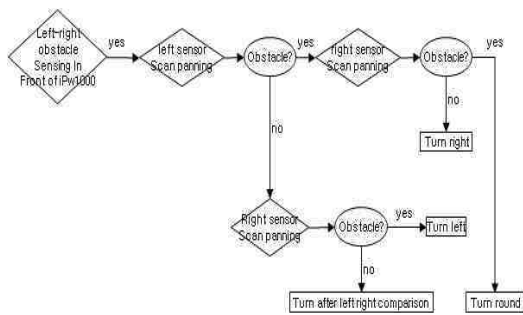 Left-right
obstacle
Sensing In
Front of iPw1000
yes
left sensor
Scan panning
Obstacle?
yes
right sensor
Scan panning
Obstacle?
yes
no
Turn right
no
Right sensor
Scan panning
Obstacle?
yes
Turn left
no
Turn after left right comparison
Turn round